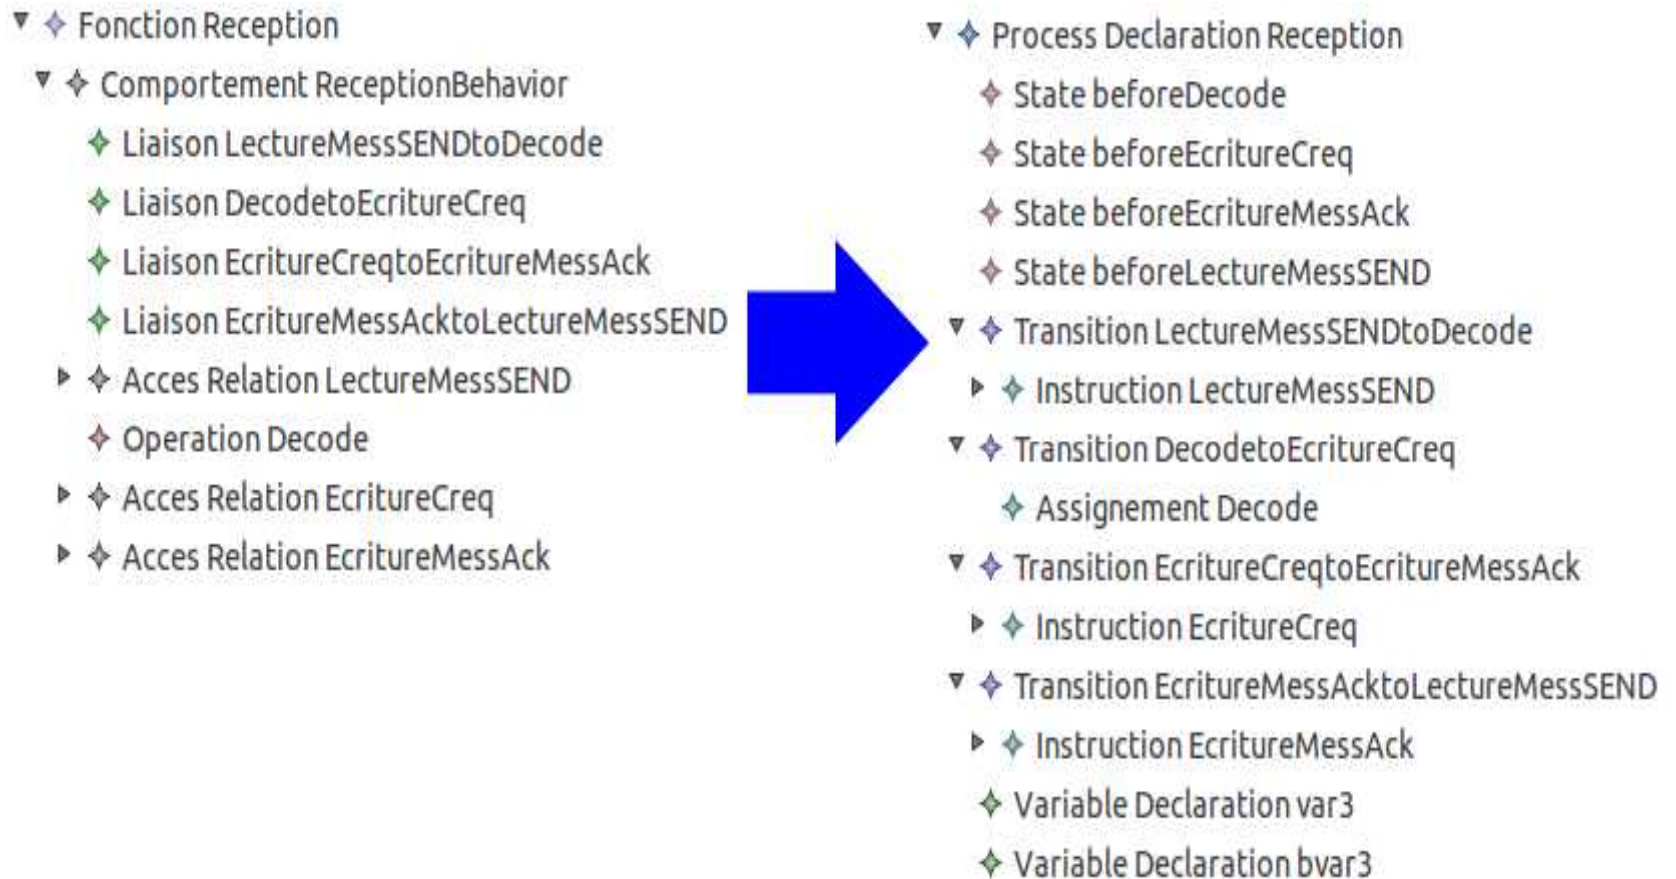 Fonction Reception
Comportement ReceptionBehavior
Liaison LectureMessSENDtoDecode
Liaison DecodetoEcritureCreq
Liaison EcritureCreqtoEcritureMessAck
Liaison EcritureMessAcktoLectureMessSEND
Acces Relation LectureMessSEND
Operation Decode
Acces Relation EcritureCreq
Acces Relation EcritureMessAck
Process Declaration Reception
State beforeDecode
State beforeEcritureCreq
State beforeEcritureMessAck
State beforeLectureMessSEND
Transition LectureMessSENDtoDecode
Instruction LectureMessSEND
Transition DecodetoEcritureCreq
Assignement Decode
Transition EcritureCreqtoEcritureMessAck
Instruction EcritureCreq
Transition EcritureMessAcktoLectureMessSEND
Instruction EcritureMessAck
Variable Declaration var3
Variable Declaration bvar3